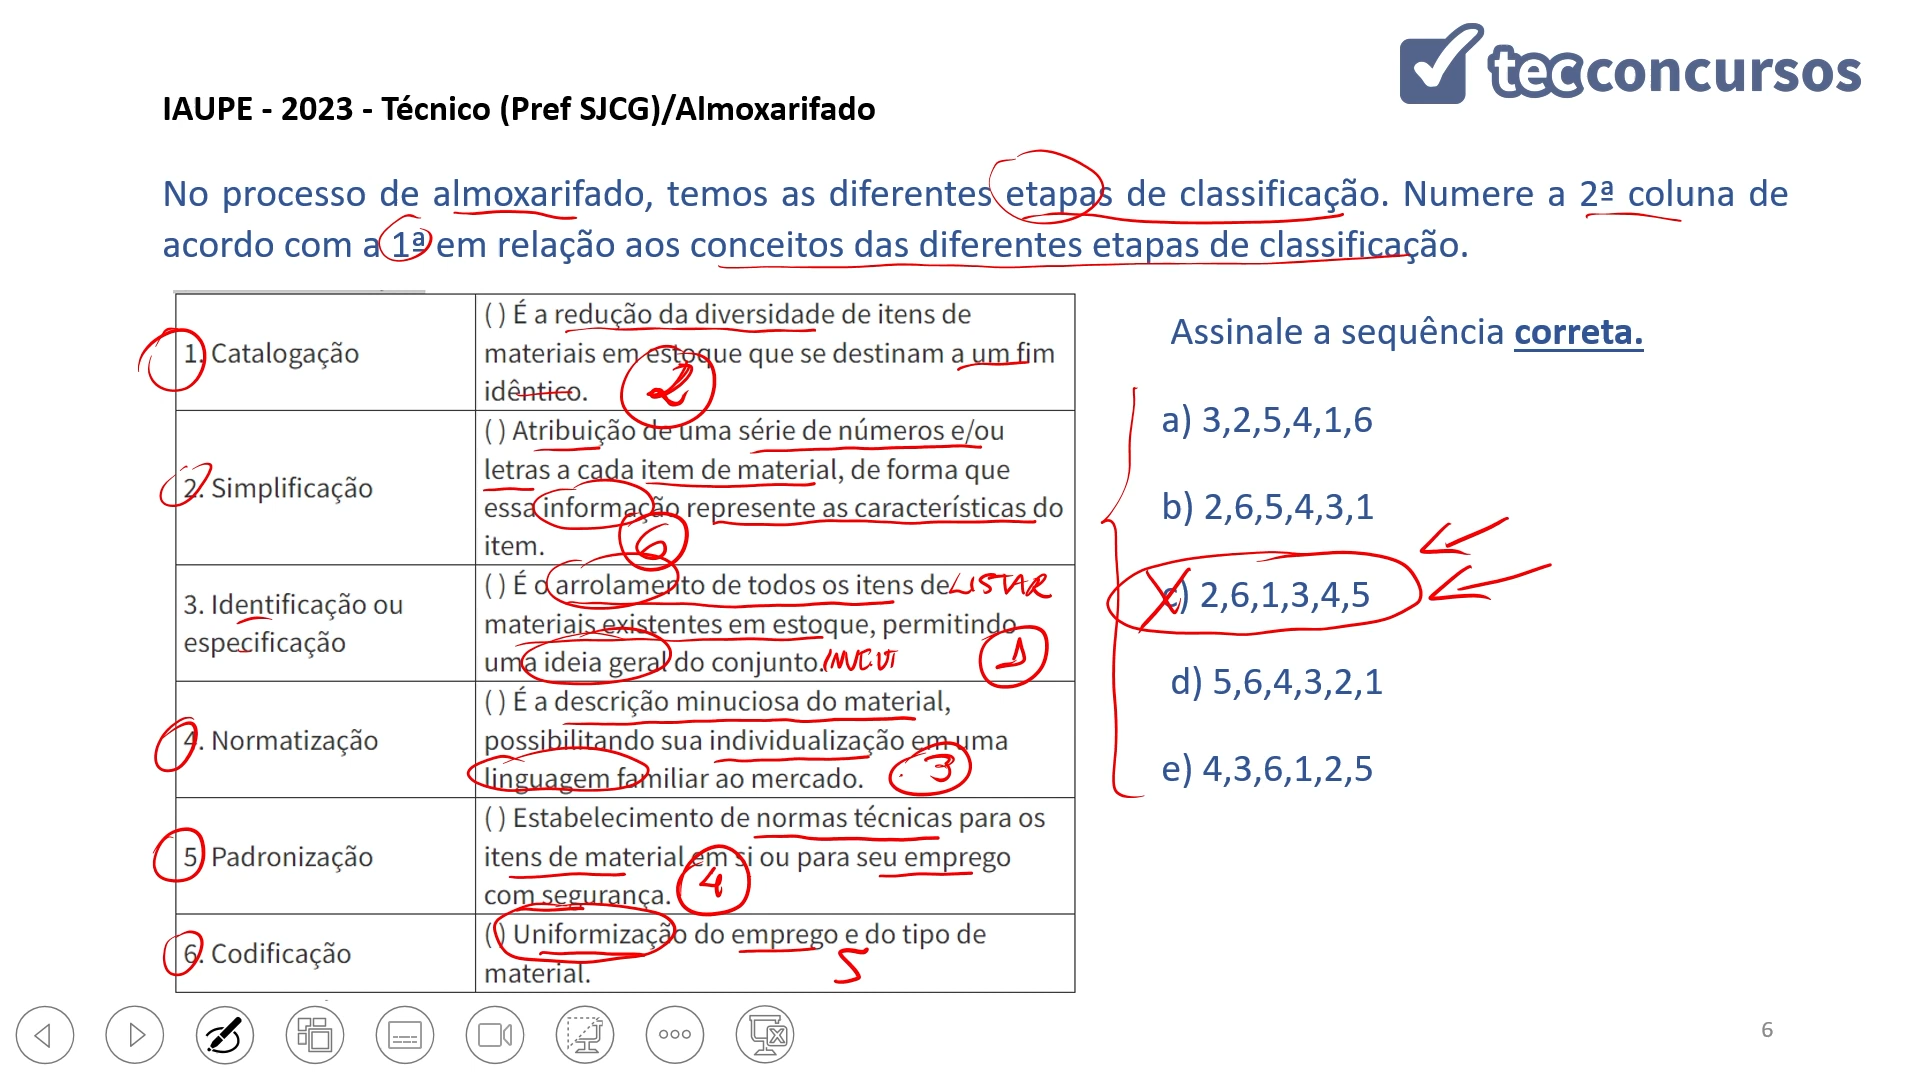 tecconcursos
IAUPE - 2023 - Técnico (Pref SJCG)/Almoxarifado
No processo de almoxarifado, temos as diferentes etapas de classificação. Numere a 2ª coluna de
acordo com a 1ª em relação aos conceitos das diferentes etapas de classificação.
1. Catalogação
( ) É a redução da diversidade de itens de
materiais em estoque que se destinam a um fim
idêntico.
2
2. Simplificação
( ) Atribuição de uma série de números e/ou
letras a cada item de material, de forma que
essa informação represente as características do
item.
6
3. Identificação ou
especificação
( ) É o arrolamento de todos os itens de LISTAR
materiais existentes em estoque, permitindo
uma ideia geral do conjunto.
1
4. Normatização
( ) É a descrição minuciosa do material,
possibilitando sua individualização em uma
linguagem familiar ao mercado.
3
5. Padronização
( ) Estabelecimento de normas técnicas para os
itens de material em si ou para seu emprego
com segurança.
4
6. Codificação
( ) Uniformização do emprego e do tipo de
material.
5
Assinale a sequência correta.
a) 3,2,5,4,1,6
b) 2,6,5,4,3,1
c) 2,6,1,3,4,5
d) 5,6,4,3,2,1
e) 4,3,6,1,2,5
6